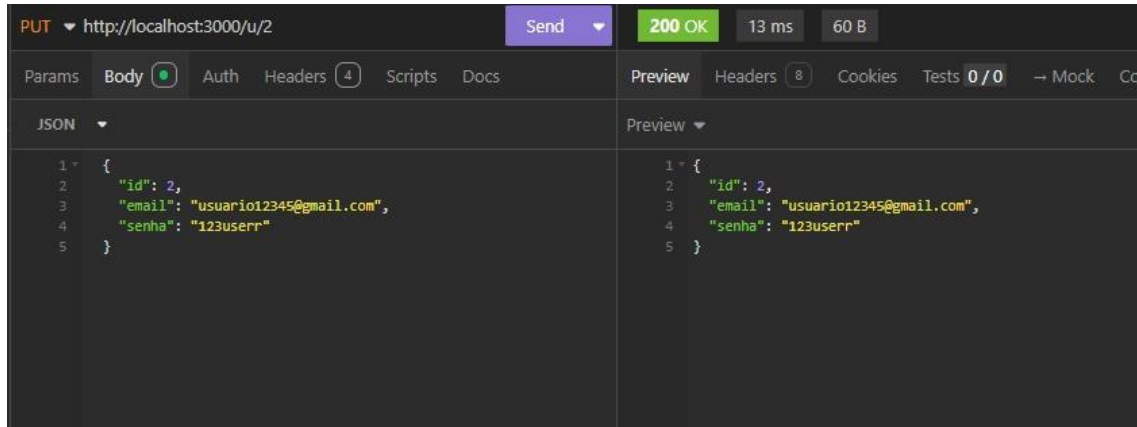 PUT http://localhost:3000/u/2 Send
Params Body Auth Headers 4 Scripts Docs
JSON
1 {
2 "id": 2,
3 "email": "usuario12345@gmail.com",
4 "senha": "123userr"
5 }
200 OK 13 ms 60 B
Preview Headers 8 Cookies Tests 0 / 0 → Mock Co
Preview
1 {
2 "id": 2,
3 "email": "usuario12345@gmail.com",
4 "senha": "123userr"
5 }